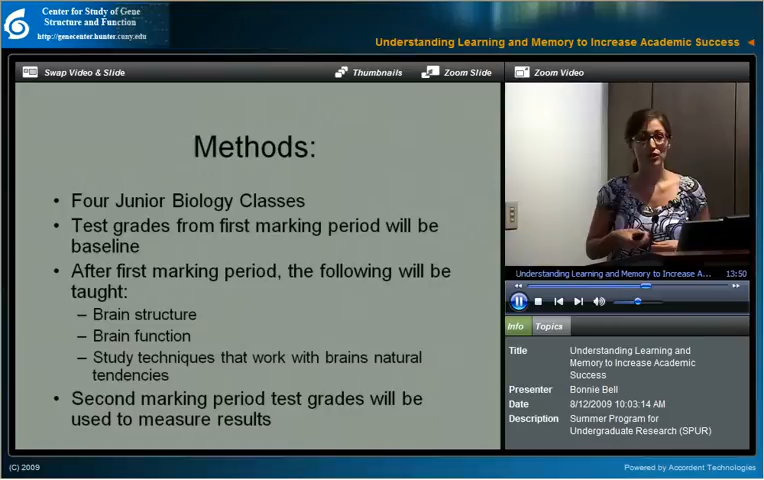 Center for Study of Gene
Structure and Function
http://genecenter.hunter.cuny.edu
Understanding Learning and Memory to Increase Academic Success
Swap Video & Slide
Thumbnails
Zoom Slide
Zoom Video
Methods:
• Four Junior Biology Classes
• Test grades from first marking period will be
baseline
• After first marking period, the following will be
taught:
– Brain structure
– Brain function
– Study techniques that work with brains natural
tendencies
• Second marking period test grades will be
used to measure results
Understanding Learning and Memory to Increase A... 13:50
Info Topics
Title Understanding Learning and
Memory to Increase Academic
Success
Presenter Bonnie Bell
Date 8/12/2009 10:03:14 AM
Description Summer Program for
Undergraduate Research (SPUR)
(C) 2009
Powered by Accordent Technologies